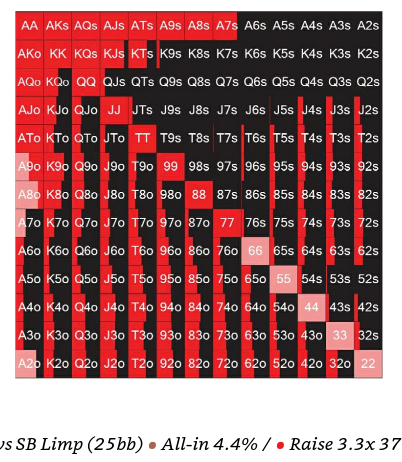 AA AKs AQs AJs ATs A9s A8s A7s A6s A5s A4s A3s A2s
AKo KK KQs KJs KTs K9s K8s K7s K6s K5s K4s K3s K2s
AQo KQo QQ QJs QTs Q9s Q8s Q7s Q6s Q5s Q4s Q3s Q2s
AJo KJo QJo JJ JTs J9s J8s J7s J6s J5s J4s J3s J2s
ATo KTo QTo JTo TT T9s T8s T7s T6s T5s T4s T3s T2s
A9o K9o Q9o J9o T9o 99 98s 97s 96s 95s 94s 93s 92s
A8o K8o Q8o J8o T8o 98o 88 87s 86s 85s 84s 83s 82s
A7o K7o Q7o J7o T7o 97o 87o 77 76s 75s 74s 73s 72s
A6o K6o Q6o J6o T6o 96o 86o 76o 66 65s 64s 63s 62s
A5o K5o Q5o J5o T5o 95o 85o 75o 65o 55 54s 53s 52s
A4o K4o Q4o J4o T4o 94o 84o 74o 64o 54o 44 43s 42s
A3o K3o Q3o J3o T3o 93o 83o 73o 63o 53o 43o 33 32s
A2o K2o Q2o J2o T2o 92o 82o 72o 62o 52o 42o 32o 22
vs SB Limp (25bb) • All-in 4.4% / • Raise 3.3x 37